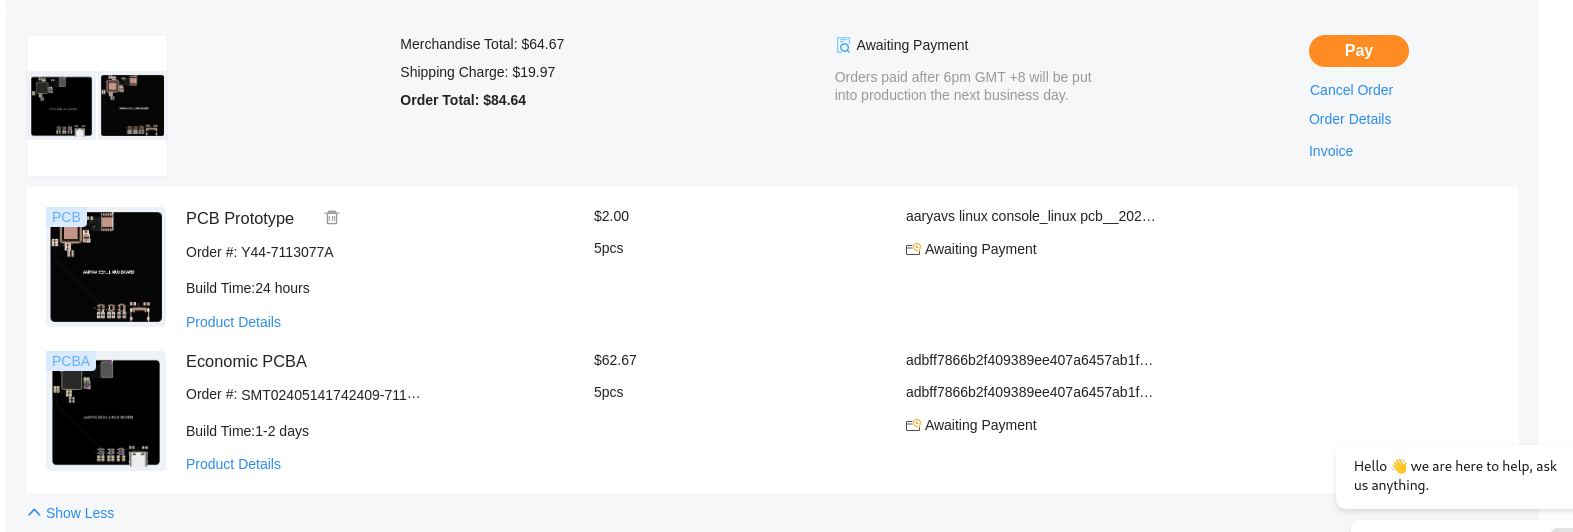 Merchandise Total: $64.67
Shipping Charge: $19.97
Order Total: $84.64
Awaiting Payment
Orders paid after 6pm GMT +8 will be put
into production the next business day.
Pay
Cancel Order
Order Details
Invoice
PCB
PCB Prototype
Order #: Y44-7113077A
Build Time:24 hours
Product Details
$2.00
5pcs
aaryavs linux console_linux pcb__202…
Awaiting Payment
PCBA
Economic PCBA
Order #: SMT02405141742409-711…
Build Time:1-2 days
Product Details
$62.67
5pcs
adbff7866b2f409389ee407a6457ab1f…
adbff7866b2f409389ee407a6457ab1f…
Awaiting Payment
Show Less
Hello 👋 we are here to help, ask
us anything.